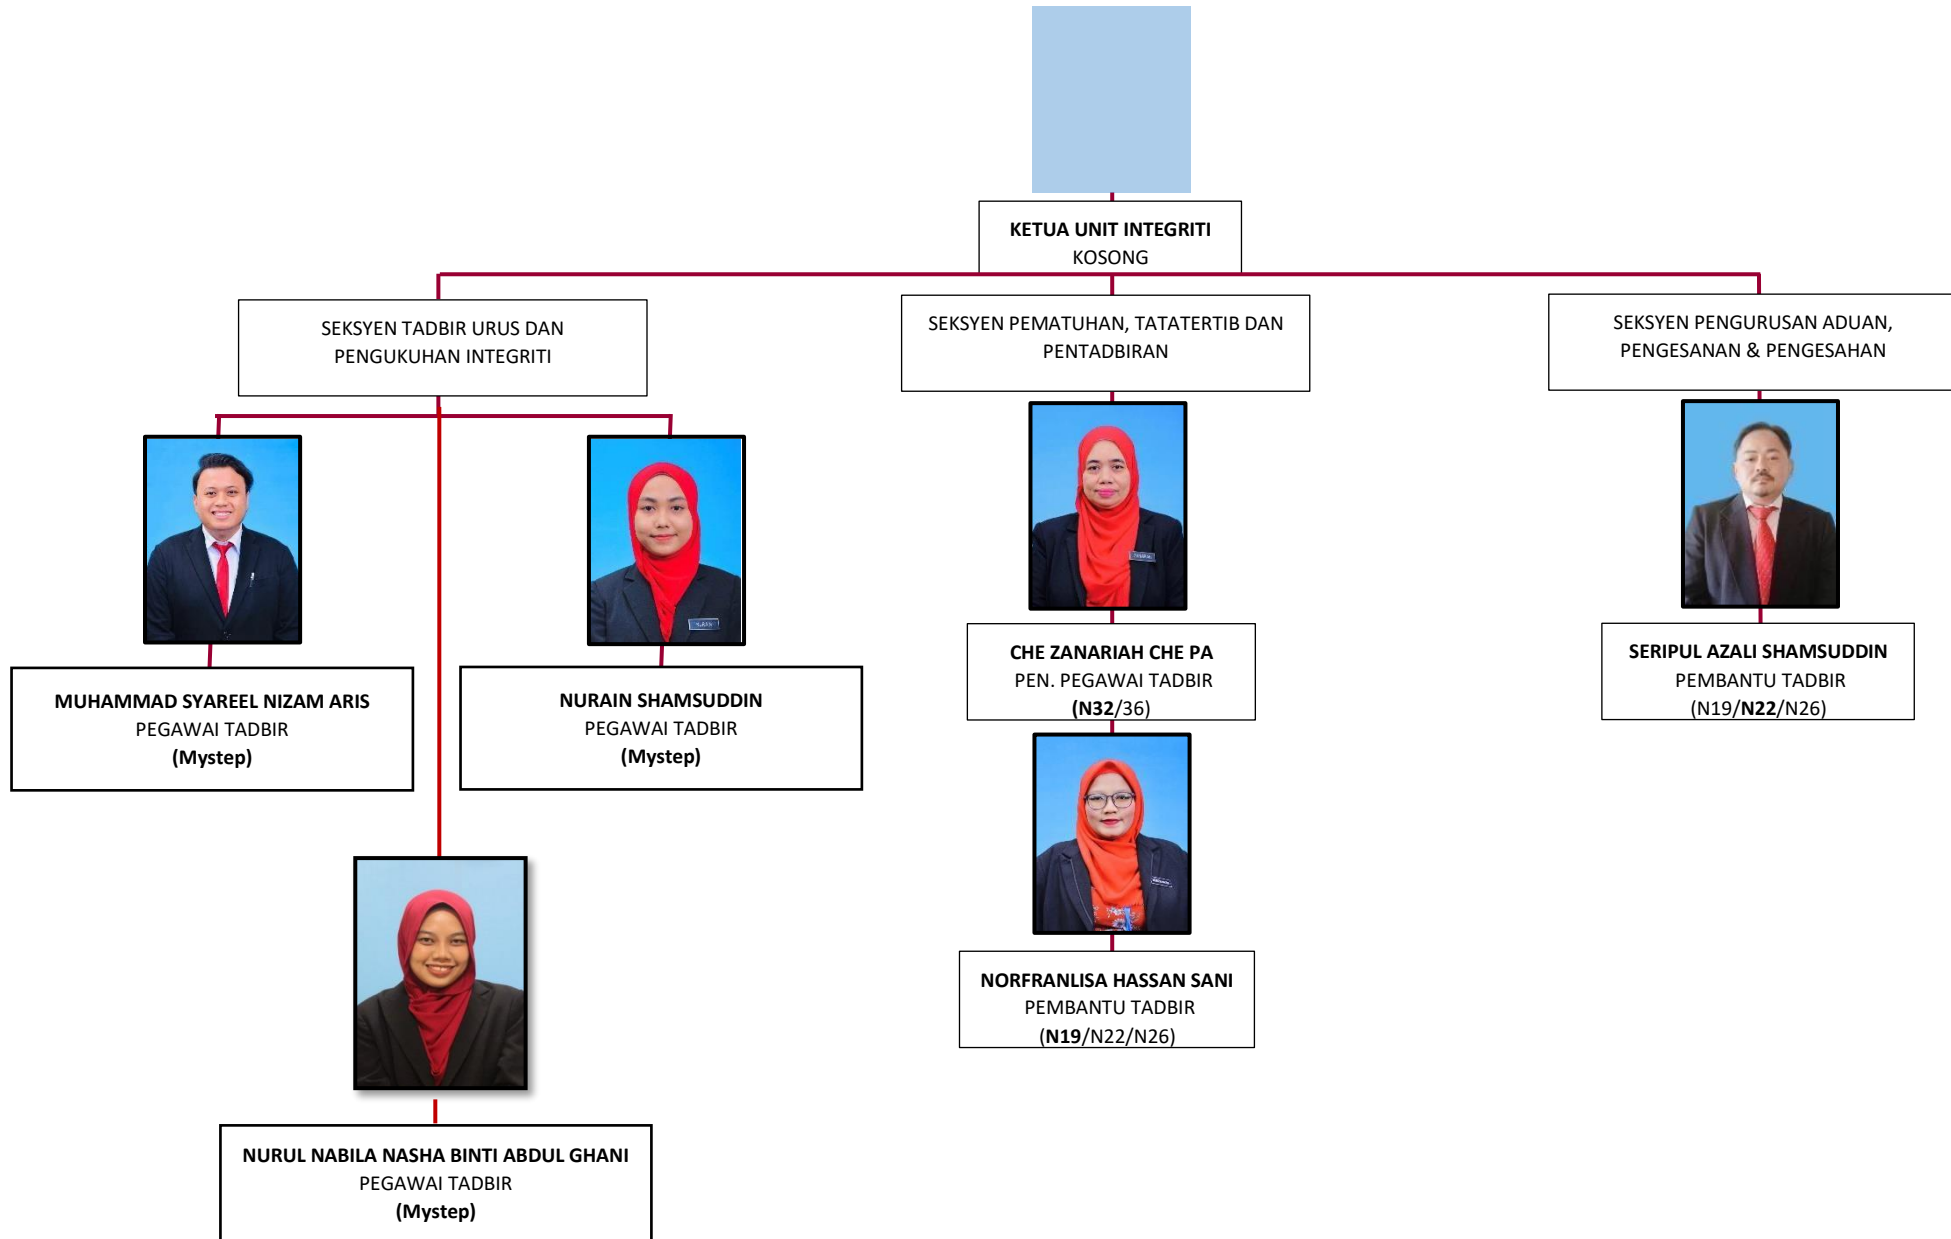 KETUA UNIT INTEGRITI
KOSONG
SEKSYEN TADBIR URUS DAN
PENGUKUHAN INTEGRITI
SEKSYEN PEMATUHAN, TATATERTIB DAN
PENTADBIRAN
SEKSYEN PENGURUSAN ADUAN,
PENGESANAN & PENGESAHAN
MUHAMMAD SYAREEL NIZAM ARIS
PEGAWAI TADBIR
(Mystep)
NURAIN SHAMSUDDIN
PEGAWAI TADBIR
(Mystep)
NURUL NABILA NASHA BINTI ABDUL GHANI
PEGAWAI TADBIR
(Mystep)
CHE ZANARIAH CHE PA
PEN. PEGAWAI TADBIR
(N32/36)
NORFRANLISA HASSAN SANI
PEMBANTU TADBIR
(N19/N22/N26)
SERIPUL AZALI SHAMSUDDIN
PEMBANTU TADBIR
(N19/N22/N26)